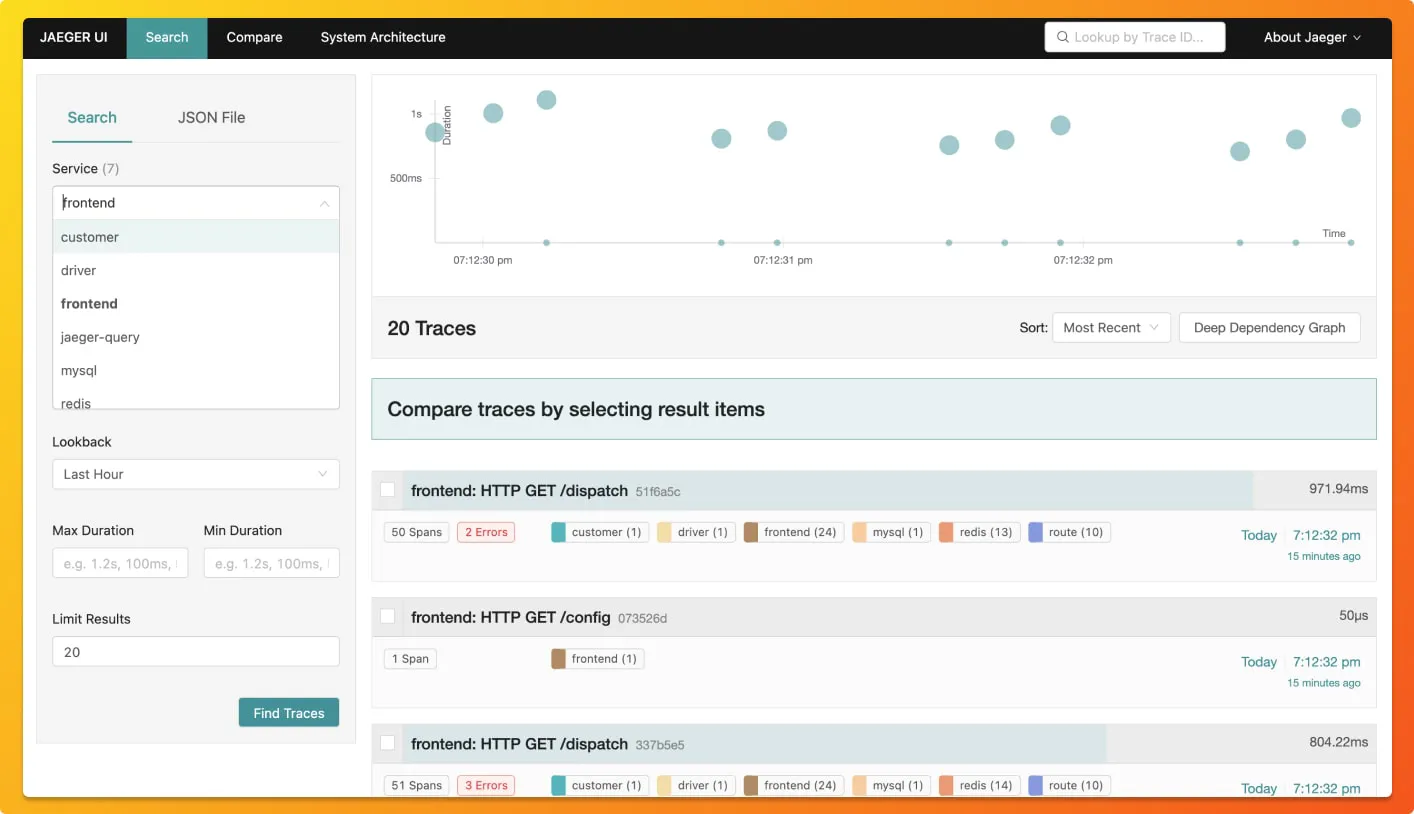 JAEGER UI Search Compare System Architecture Lookup by Trace ID... About Jaeger
Search JSON File
Service (7)
frontend
customer
driver
frontend
jaeger-query
mysql
redis
Lookback
Last Hour
Max Duration Min Duration
e.g. 1.2s, 100ms, e.g. 1.2s, 100ms,
Limit Results
20
Find Traces
Duration
1s
500ms
Time
07:12:30 pm 07:12:31 pm 07:12:32 pm
20 Traces Sort: Most Recent Deep Dependency Graph
Compare traces by selecting result items
frontend: HTTP GET /dispatch 51f6a5c 971.94ms
50 Spans 2 Errors customer (1) driver (1) frontend (24) mysql (1) redis (13) route (10) Today 7:12:32 pm
15 minutes ago
frontend: HTTP GET /config 073526d 50μs
1 Span frontend (1) Today 7:12:32 pm
15 minutes ago
frontend: HTTP GET /dispatch 337b5e5 804.22ms
51 Spans 3 Errors customer (1) driver (1) frontend (24) mysql (1) redis (14) route (10) Today 7:12:32 pm